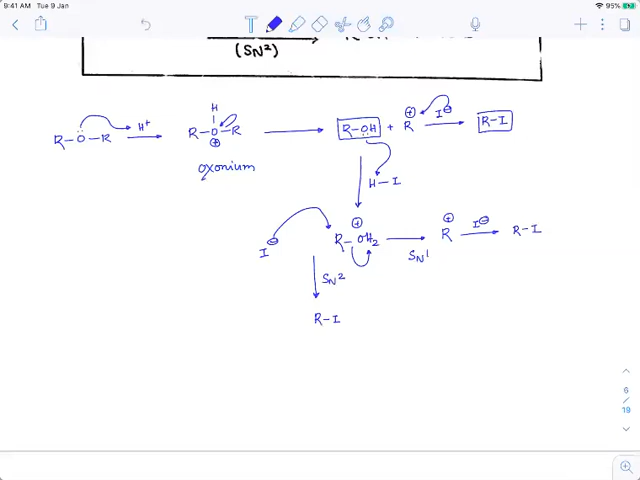 9:41 AM Tue 9 Jan
95%
(SN²)
R-O-R
H⁺
H
R-O-R
⊕
oxonium
R-OH + R⊕
I⊖
R-I
H-I
I⊖
R-OH₂
⊕
SN¹
R⊕
I⊖
R-I
SN²
R-I
6
/
19